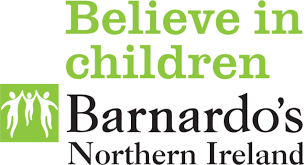 Believe in
children
Barnardo's
Northern Ireland